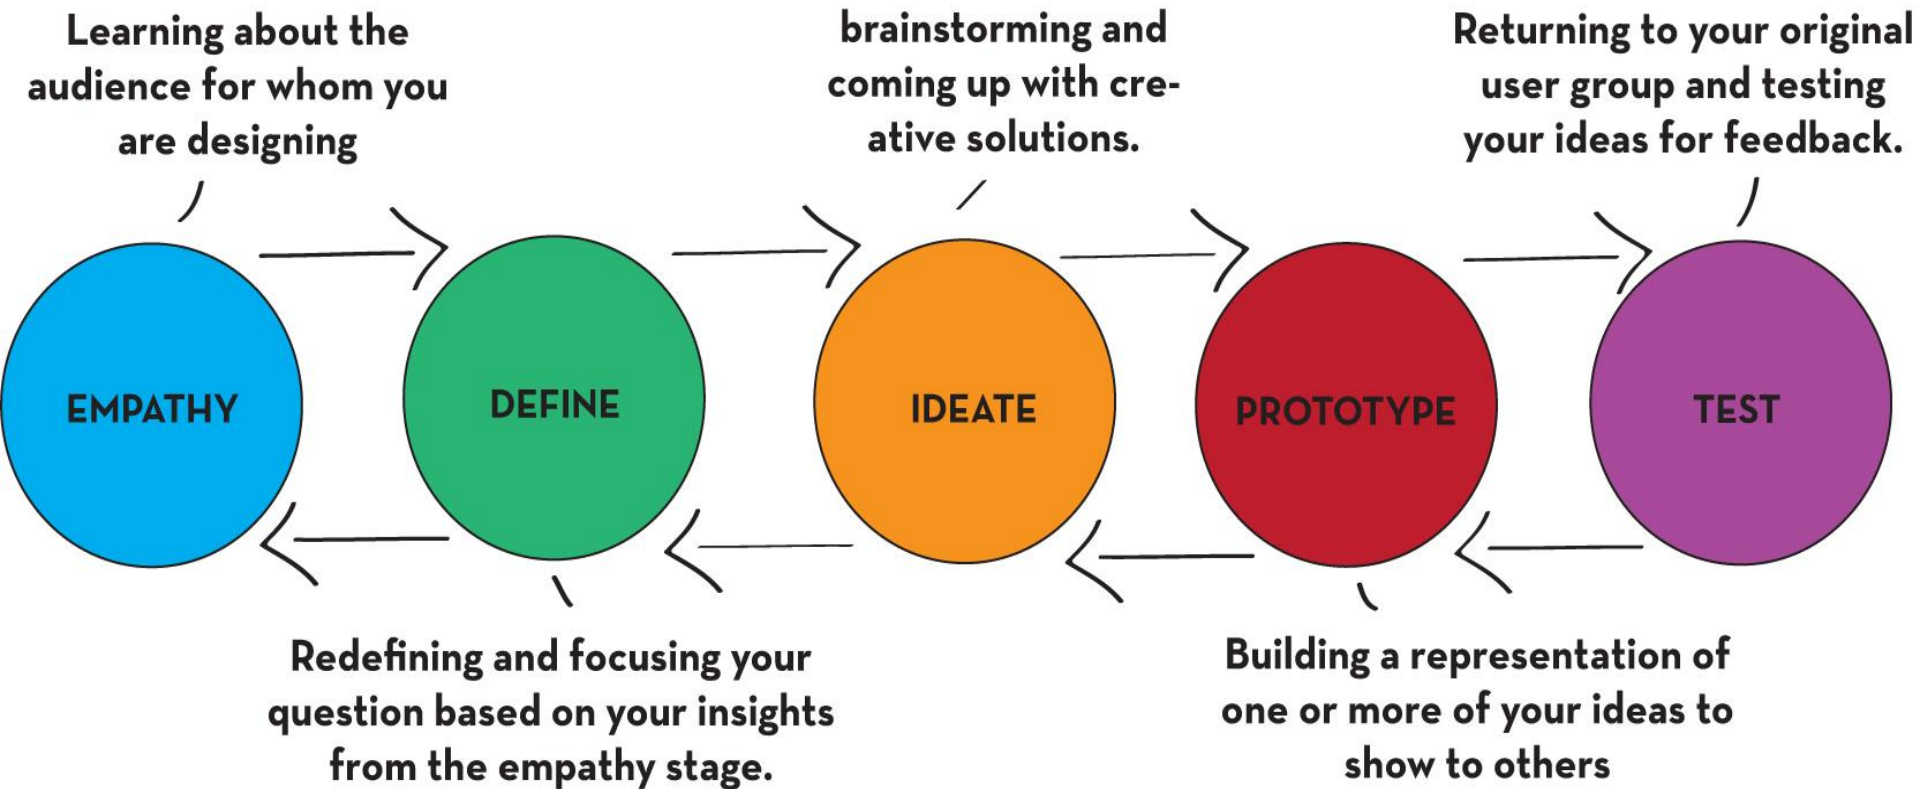 Learning about the
audience for whom you
are designing
brainstorming and
coming up with cre-
ative solutions.
Returning to your original
user group and testing
your ideas for feedback.
EMPATHY
DEFINE
IDEATE
PROTOTYPE
TEST
Redefining and focusing your
question based on your insights
from the empathy stage.
Building a representation of
one or more of your ideas to
show to others